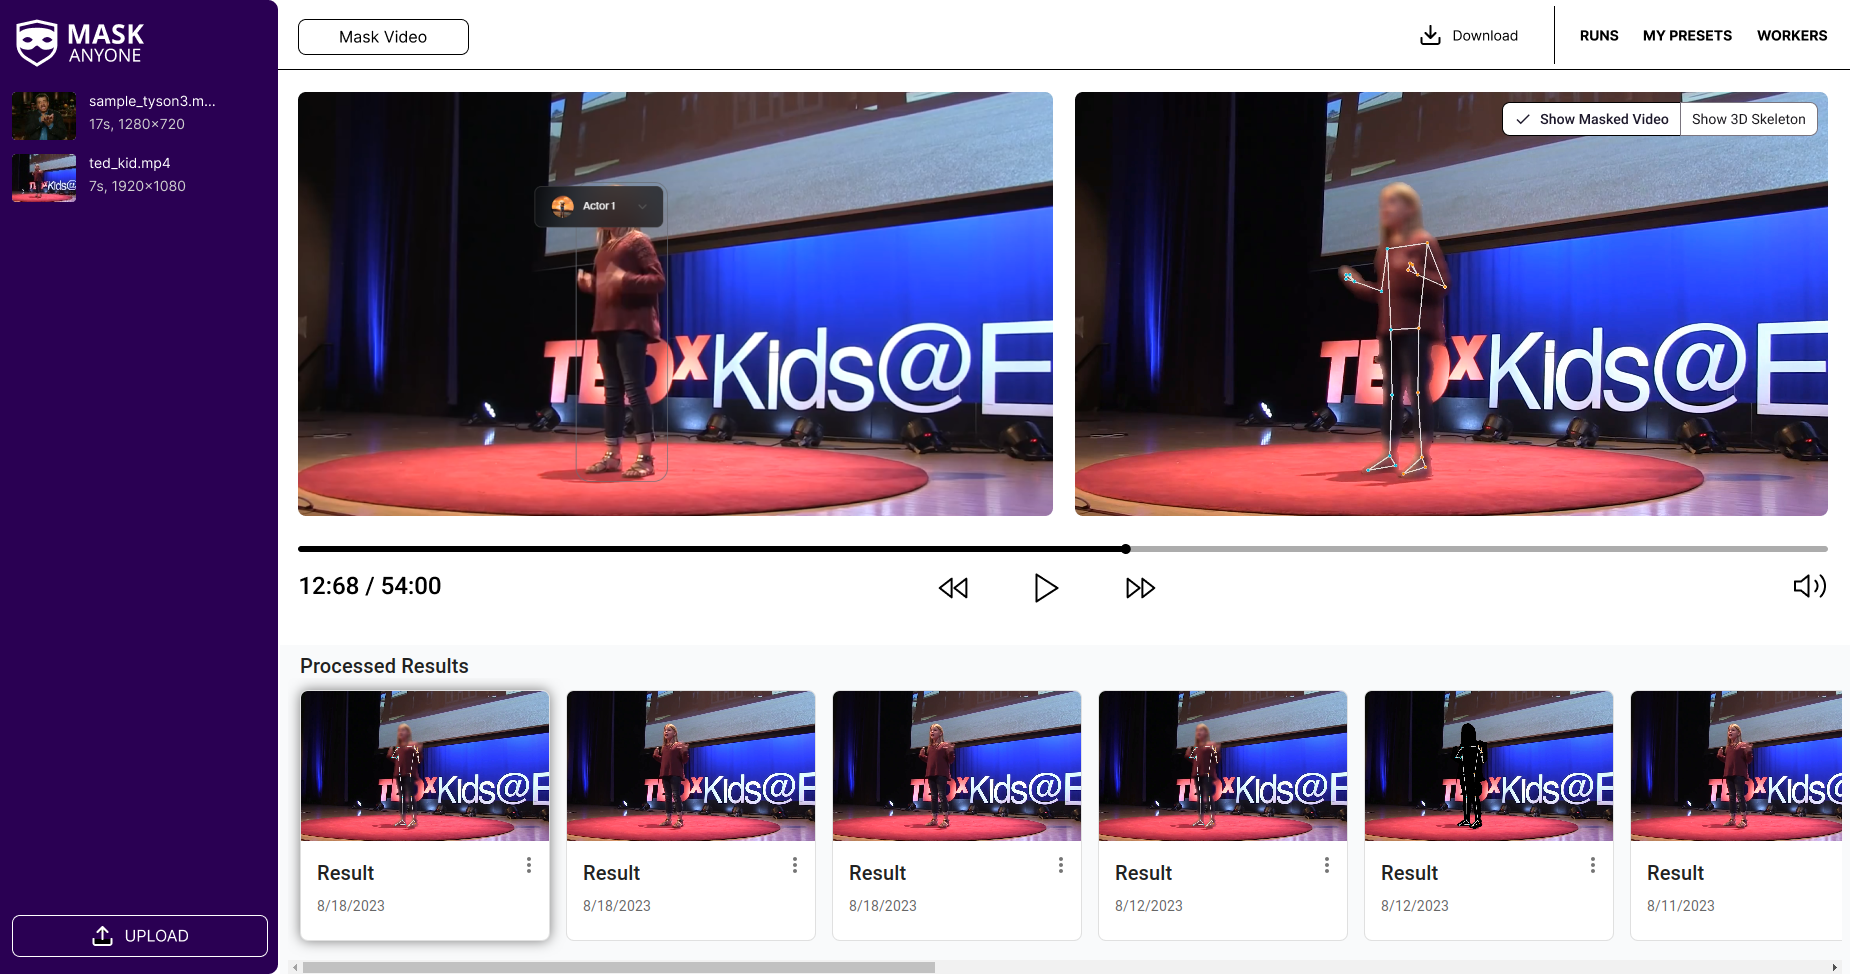 MASK
ANYONE
sample_tyson3.m...
17s, 1280×720
ted_kid.mp4
7s, 1920×1080
UPLOAD
Mask Video
Download
RUNS
MY PRESETS
WORKERS
Actor 1
TEDxKids@E
Show Masked Video
Show 3D Skeleton
TEDxKids@E
12:68 / 54:00
Processed Results
TEDxKids@E
Result
8/18/2023
TEDxKids@E
Result
8/18/2023
TEDxKids@E
Result
8/18/2023
TEDxKids@E
Result
8/12/2023
TEDxKids@E
Result
8/12/2023
TEDxKids@
Result
8/11/2023